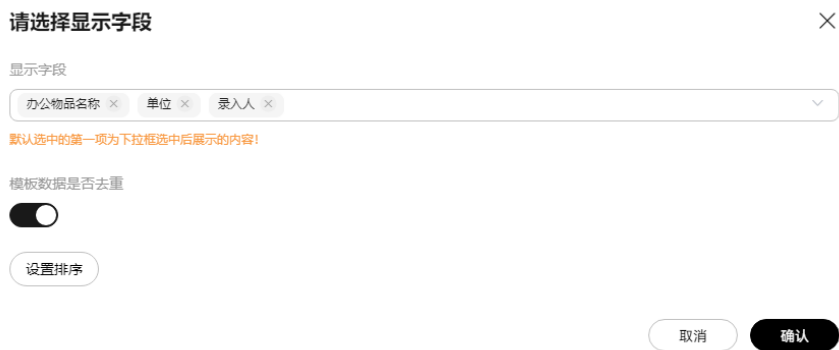 请选择显示字段
显示字段
办公物品名称 × 单位 × 录入人 ×
默认选中的第一项为下拉框选中后展示的内容!
模板数据是否去重
设置排序
取消 确认